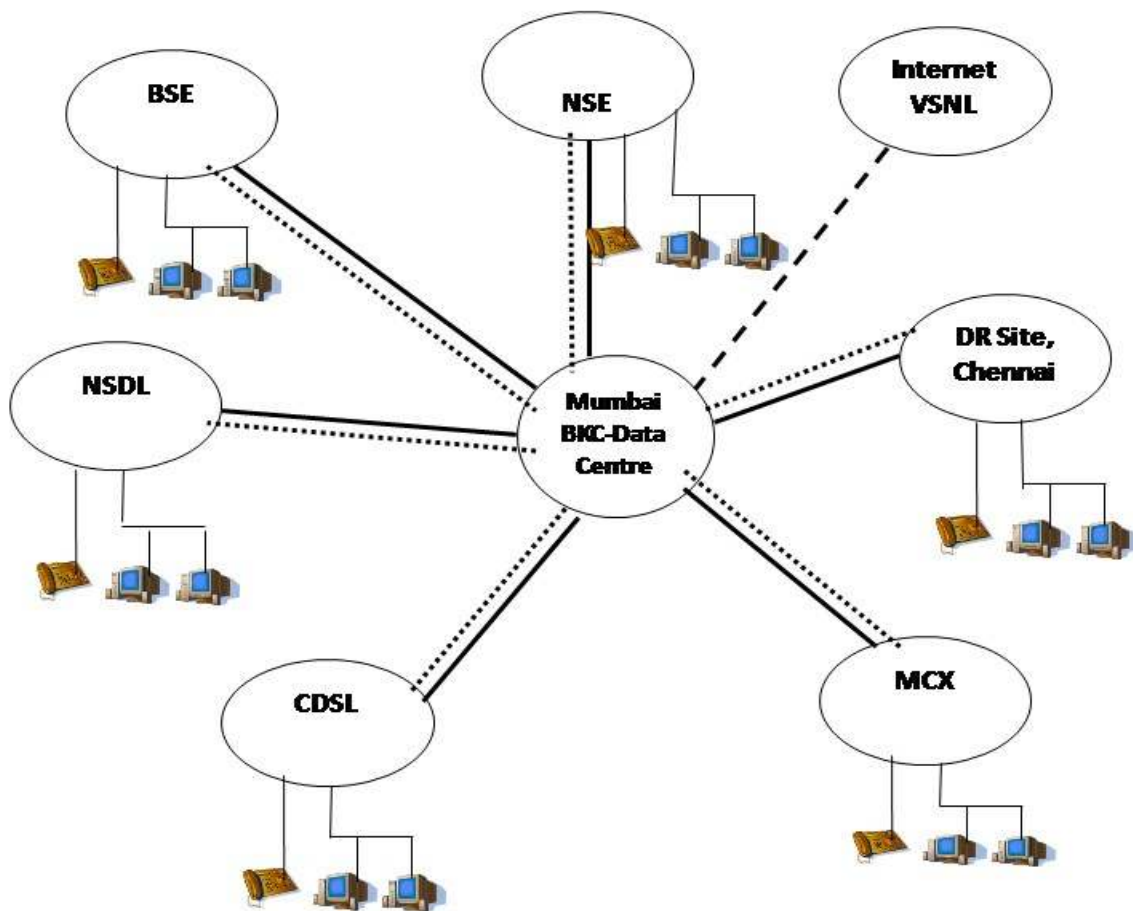 BSE
NSE
Internet
VSNL
NSDL
Mumbai
BKC-Data
Centre
DR Site,
Chennai
CDSL
MCX